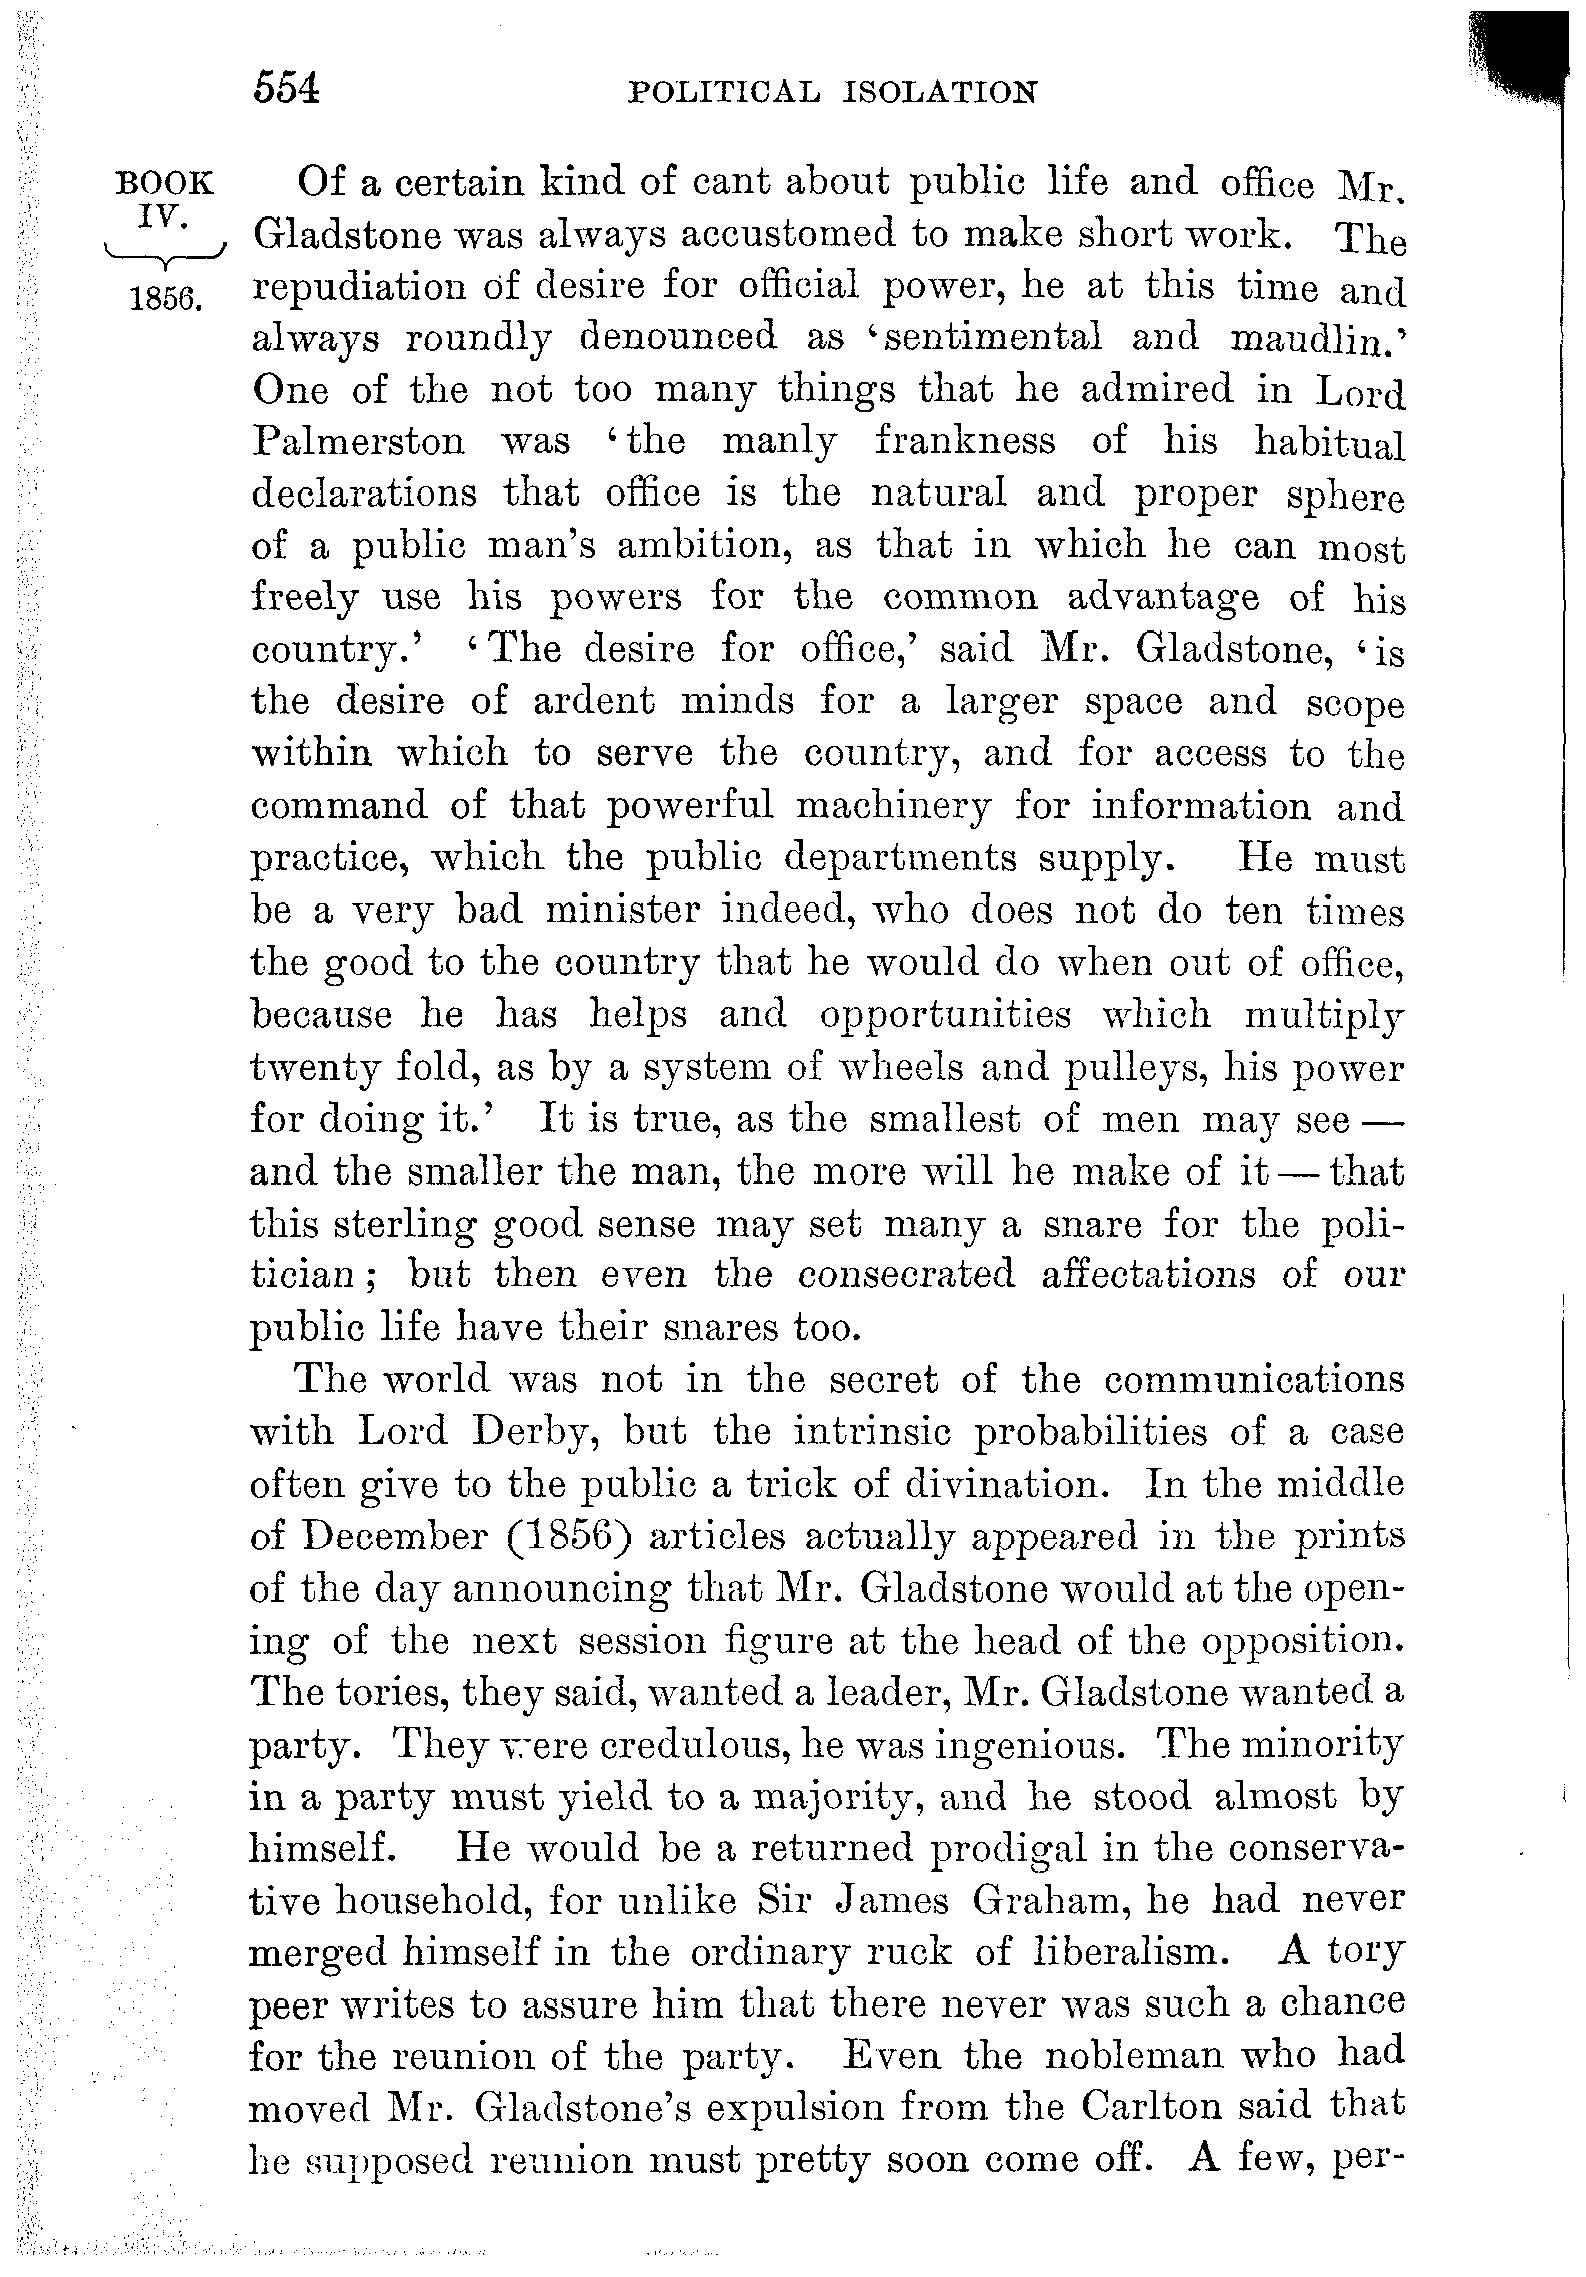 554 POLITICAL ISOLATION
BOOK
IV.
1856.
Of a certain kind of cant about public life and office Mr.
Gladstone was always accustomed to make short work. The
repudiation of desire for official power, he at this time and
always roundly denounced as ‘sentimental and maudlin.’
One of the not too many things that he admired in Lord
Palmerston was ‘the manly frankness of his habitual
declarations that office is the natural and proper sphere
of a public man’s ambition, as that in which he can most
freely use his powers for the common advantage of his
country.’ ‘The desire for office,’ said Mr. Gladstone, ‘is
the desire of ardent minds for a larger space and scope
within which to serve the country, and for access to the
command of that powerful machinery for information and
practice, which the public departments supply. He must
be a very bad minister indeed, who does not do ten times
the good to the country that he would do when out of office,
because he has helps and opportunities which multiply
twenty fold, as by a system of wheels and pulleys, his power
for doing it.’ It is true, as the smallest of men may see —
and the smaller the man, the more will he make of it — that
this sterling good sense may set many a snare for the poli-
tician; but then even the consecrated affectations of our
public life have their snares too.
The world was not in the secret of the communications
with Lord Derby, but the intrinsic probabilities of a case
often give to the public a trick of divination. In the middle
of December (1856) articles actually appeared in the prints
of the day announcing that Mr. Gladstone would at the open-
ing of the next session figure at the head of the opposition.
The tories, they said, wanted a leader, Mr. Gladstone wanted a
party. They were credulous, he was ingenious. The minority
in a party must yield to a majority, and he stood almost by
himself. He would be a returned prodigal in the conserva-
tive household, for unlike Sir James Graham, he had never
merged himself in the ordinary ruck of liberalism. A tory
peer writes to assure him that there never was such a chance
for the reunion of the party. Even the nobleman who had
moved Mr. Gladstone’s expulsion from the Carlton said that
he supposed reunion must pretty soon come off. A few, per-